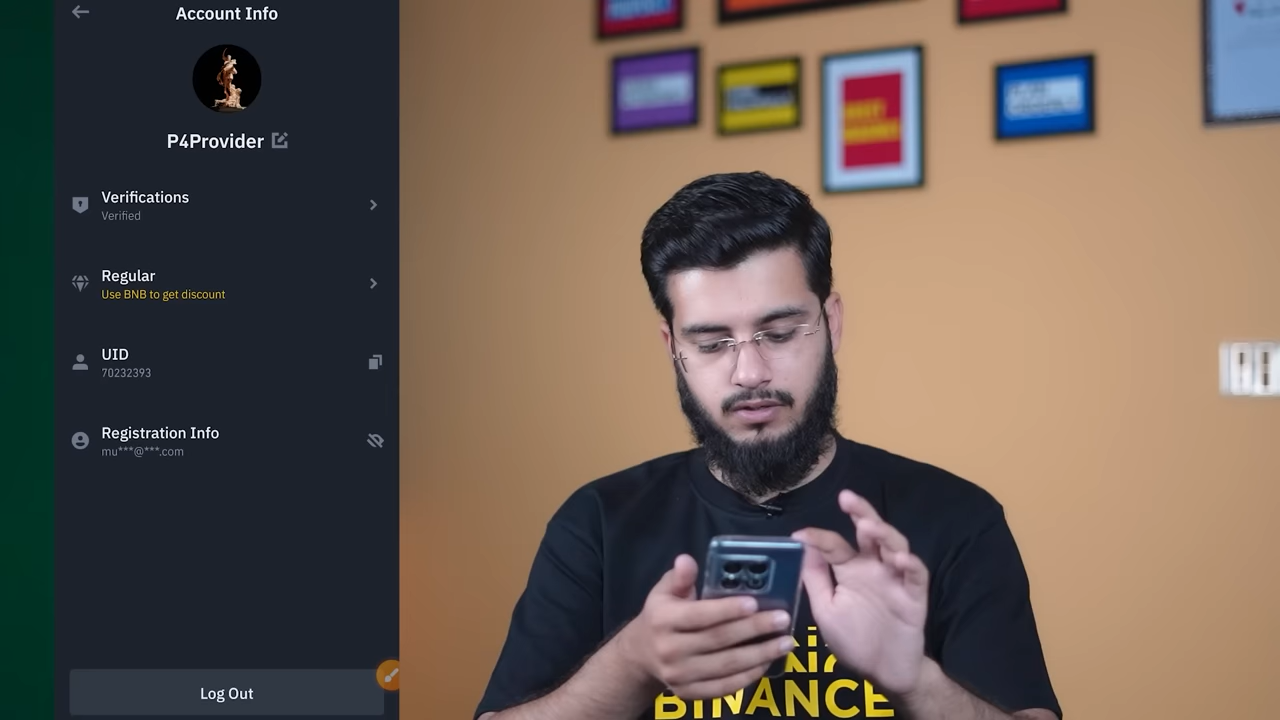 Account Info
P4Provider
Verifications
Verified
Regular
Use BNB to get discount
UID
70232393
Registration Info
mu***@***.com
Log Out
BINANCE